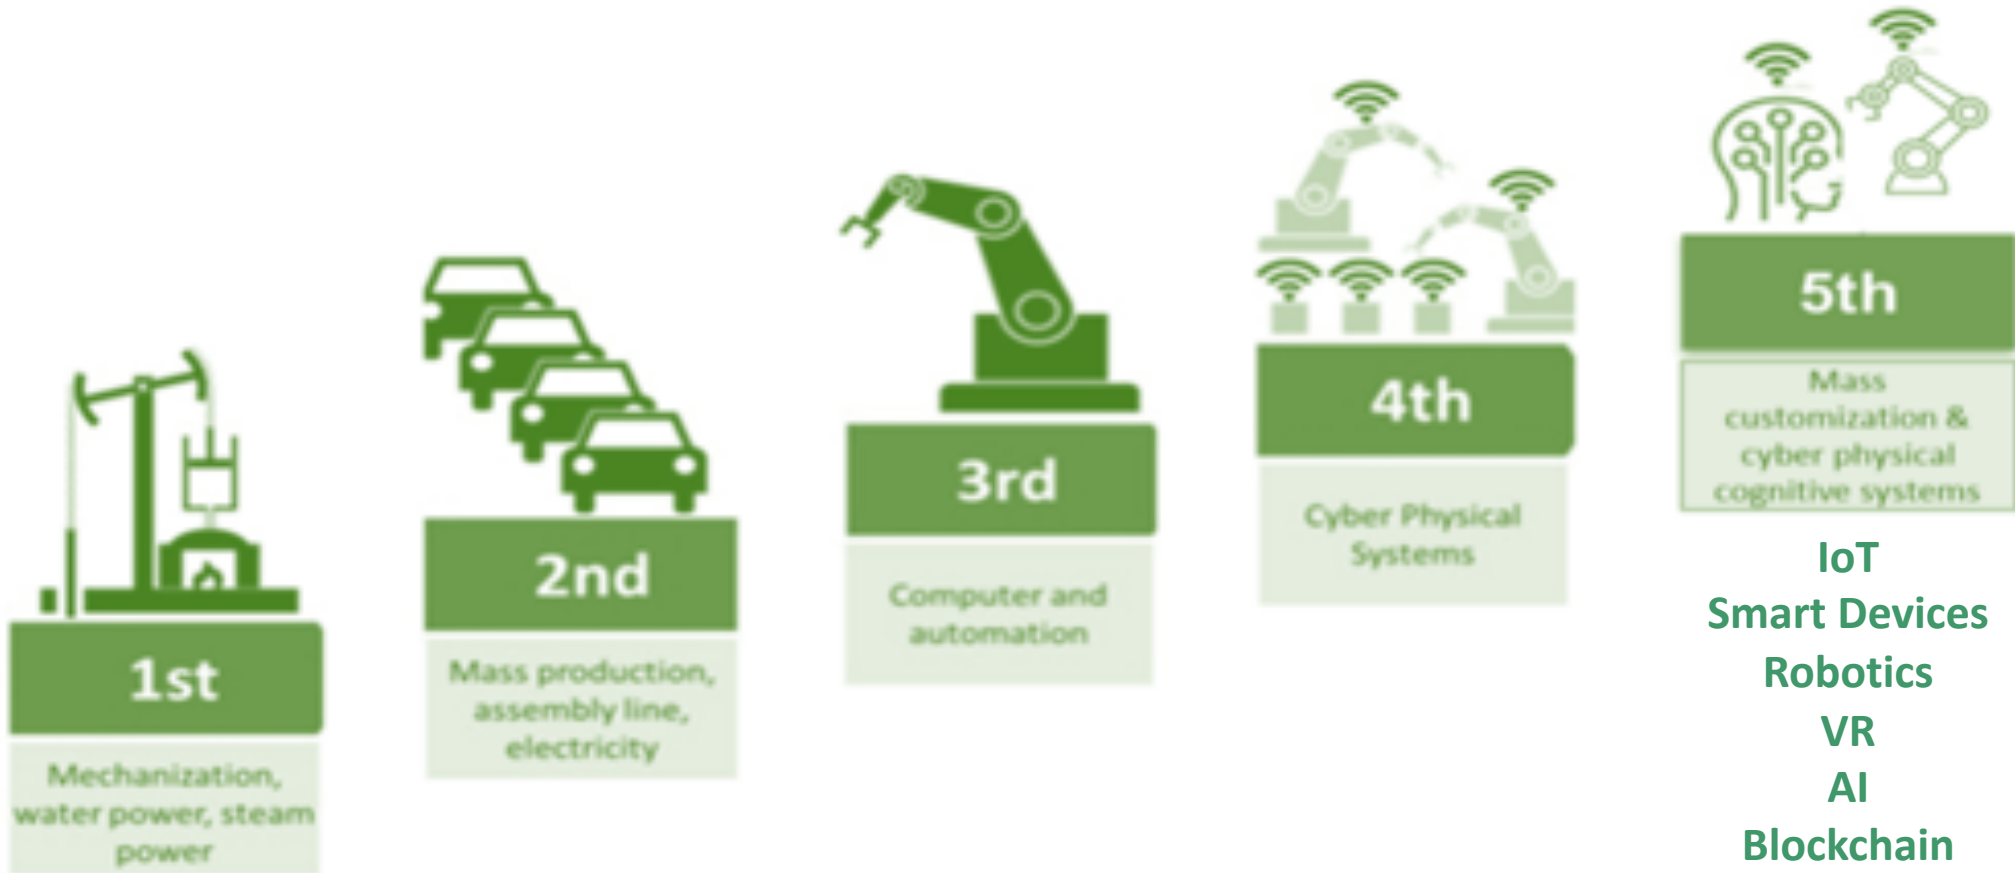 1st
Mechanization,
water power, steam
power
2nd
Mass production,
assembly line,
electricity
3rd
Computer and
automation
4th
Cyber Physical
Systems
5th
Mass
customization &
cyber physical
cognitive systems
IoT
Smart Devices
Robotics
VR
AI
Blockchain